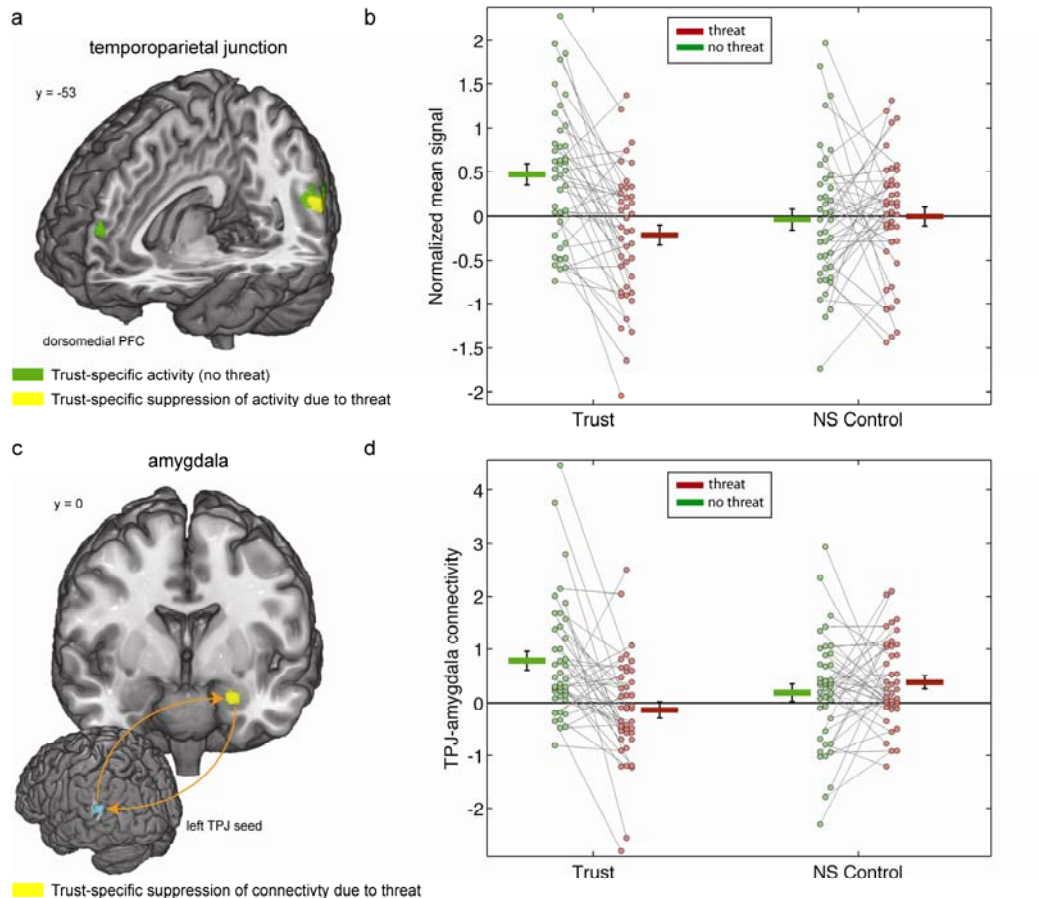 a
temporoparietal junction
y = -53
dorsomedial PFC
Trust-specific activity (no threat)
Trust-specific suppression of activity due to threat
b
threat
no threat
Normalized mean signal
2
1.5
1
0.5
0
-0.5
-1
-1.5
-2
Trust
NS Control
c
amygdala
y = 0
left TPJ seed
Trust-specific suppression of connectivty due to threat
d
threat
no threat
TPJ-amygdala connectivity
4
3
2
1
0
-1
-2
Trust
NS Control